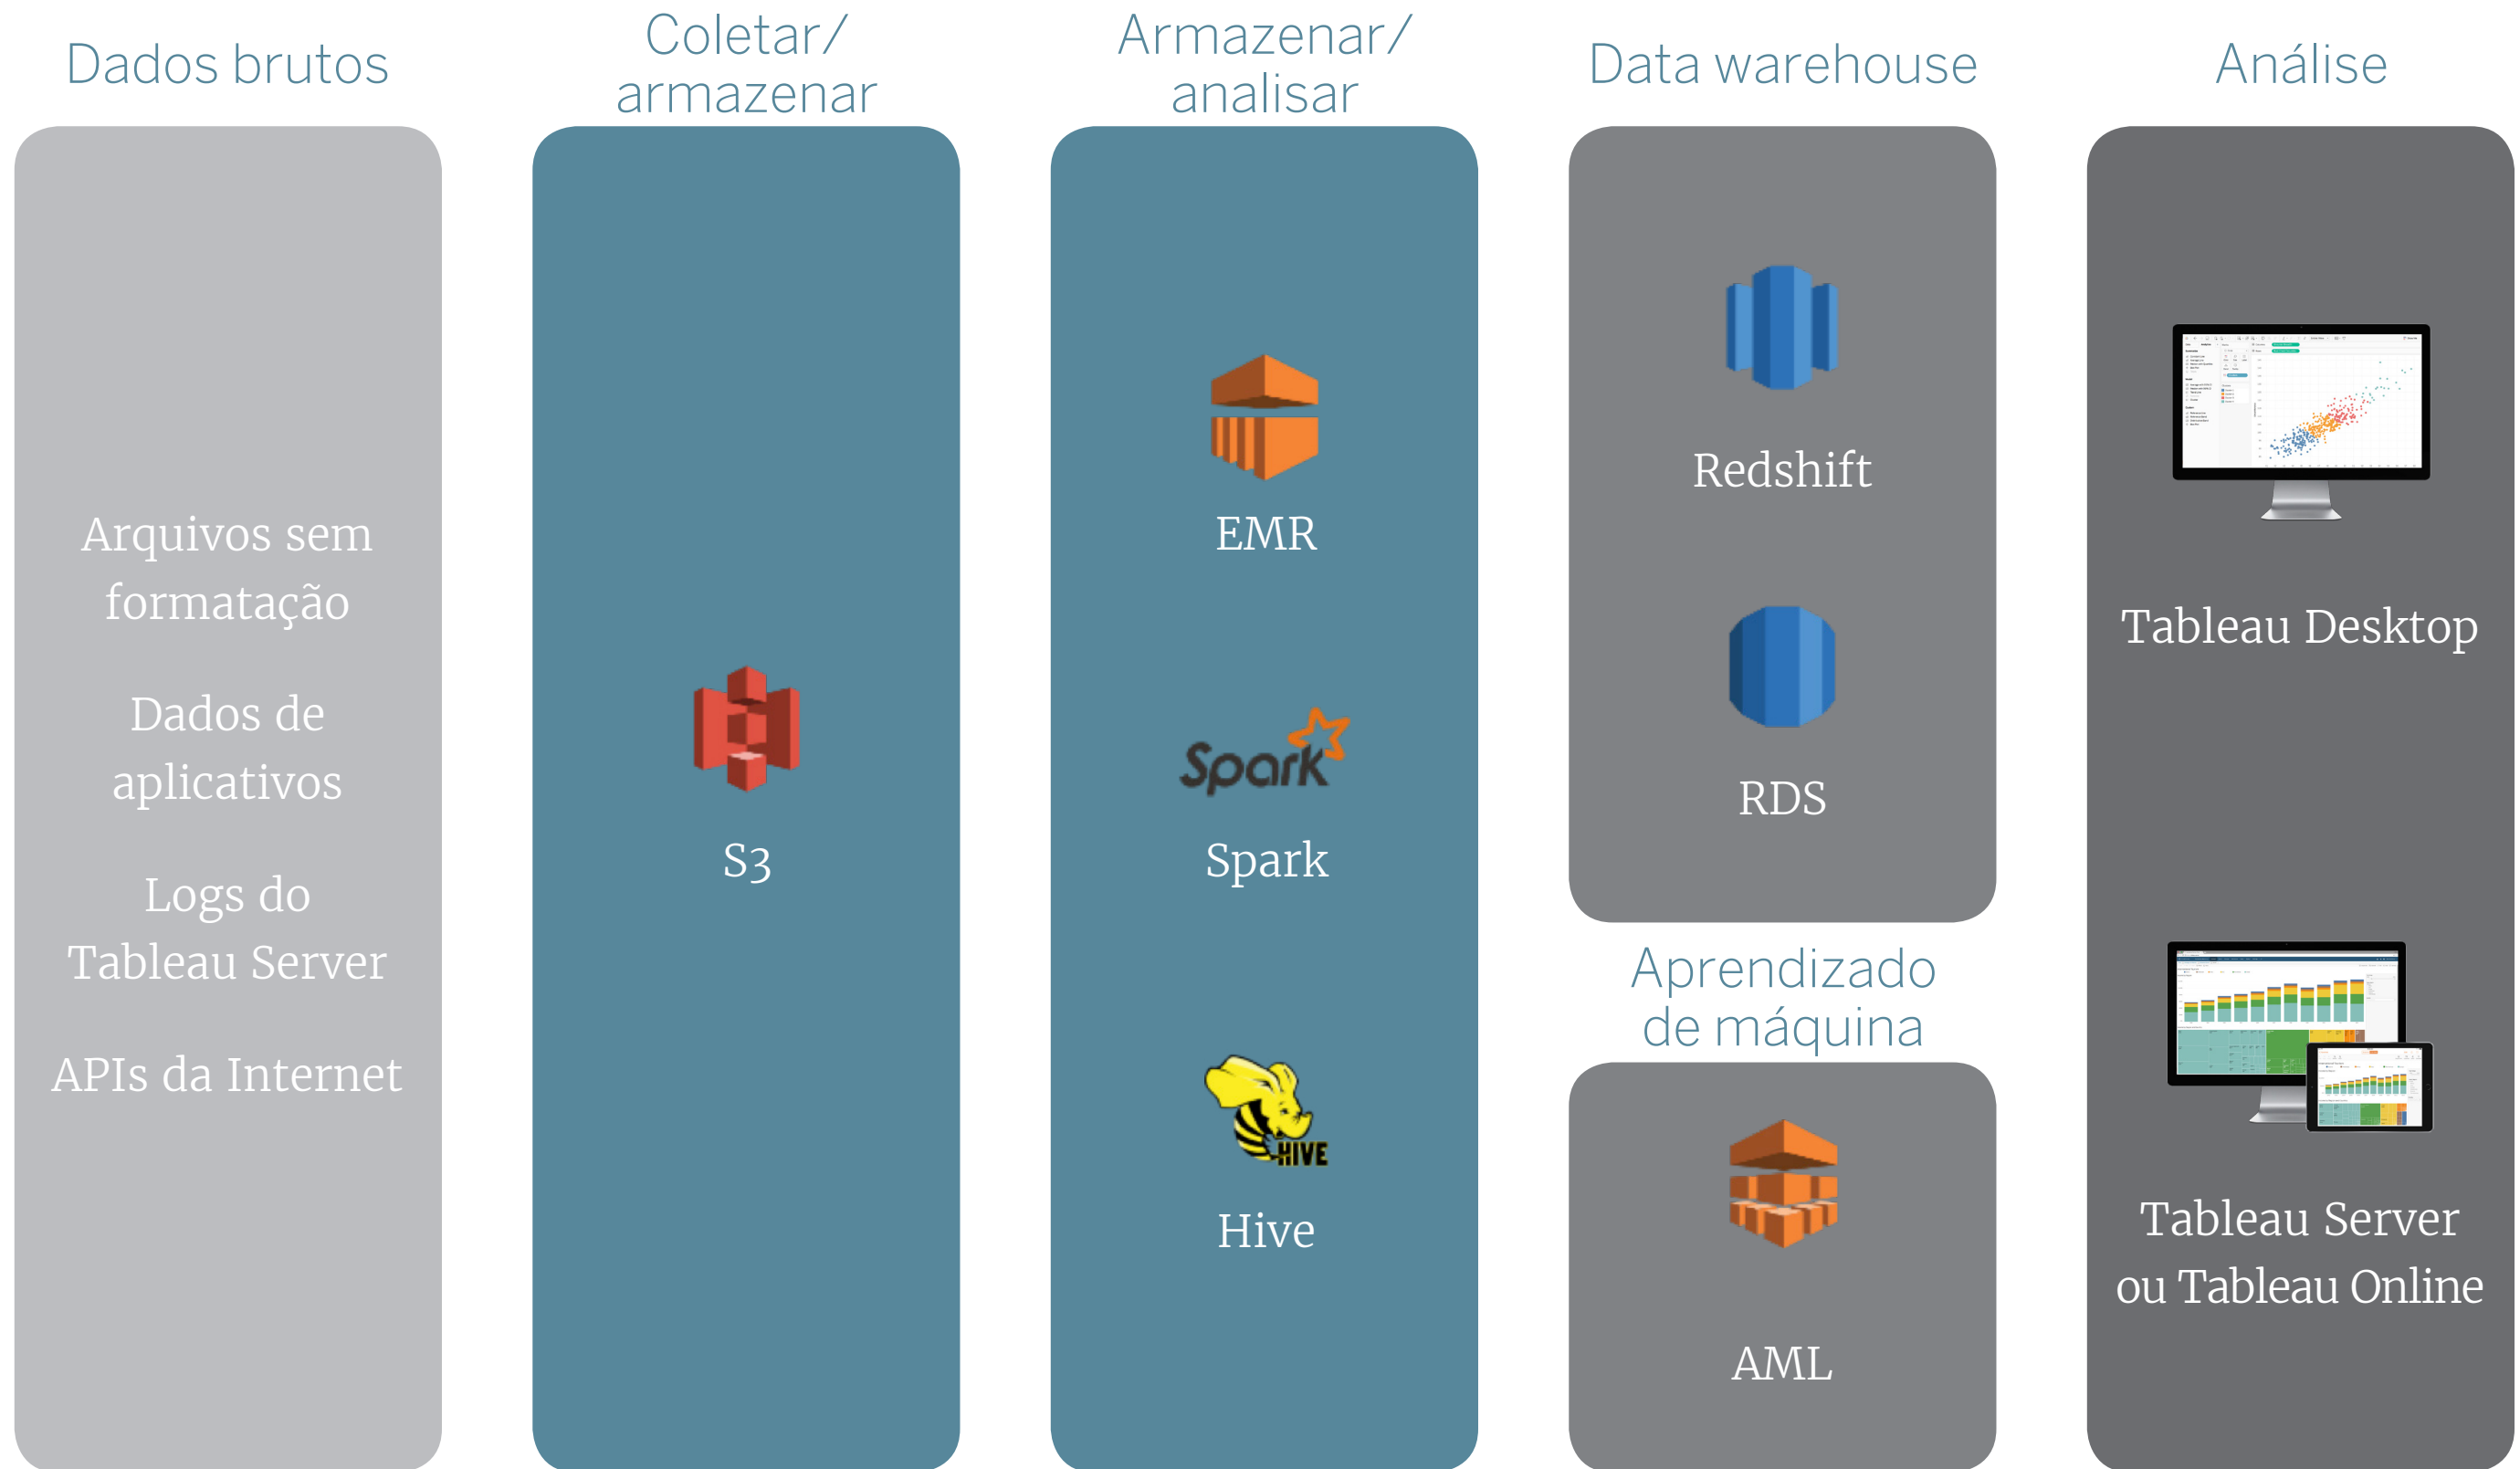 Dados brutos
Arquivos sem
formatação
Dados de
aplicativos
Logs do
Tableau Server
APIs da Internet
Coletar/
armazenar
S3
Armazenar/
analisar
EMR
Spark
Spark
HIVE
Hive
Data warehouse
Redshift
RDS
Aprendizado
de máquina
AML
Análise
Tableau Desktop
Tableau Server
ou Tableau Online